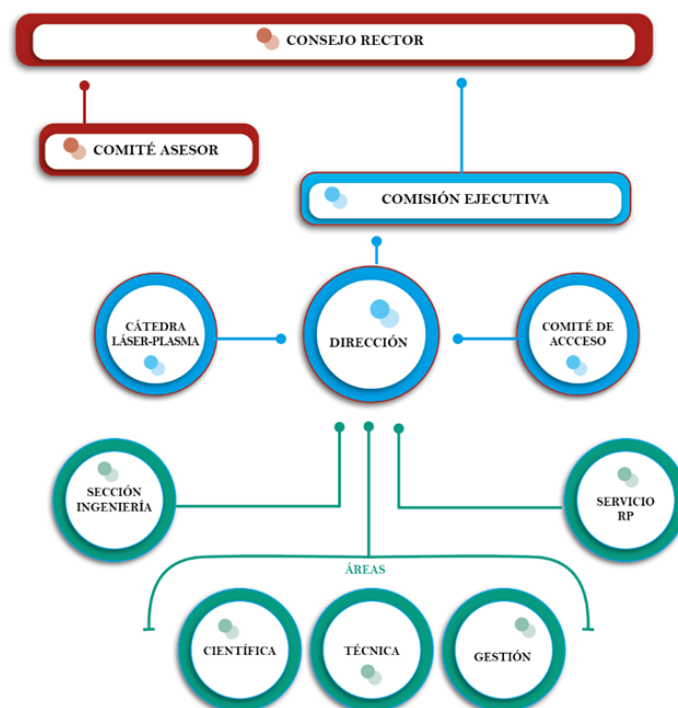 CONSEJO RECTOR
COMITÉ ASESOR
COMISIÓN EJECUTIVA
CÁTEDRA
LÁSER-PLASMA
DIRECCIÓN
COMITÉ DE
ACCCESO
SECCIÓN
INGENIERÍA
SERVICIO
RP
ÁREAS
CIENTÍFICA
TÉCNICA
GESTIÓN